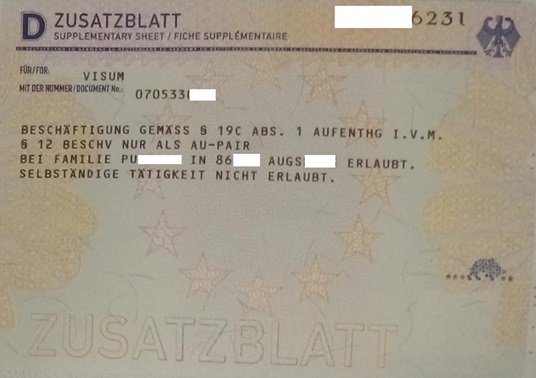 D ZUSATZBLATT
SUPPLEMENTARY SHEET / FICHE SUPPLÉMENTAIRE
6231
FÜR/FOR: VISUM
MIT DER NUMMER/DOCUMENT No.: 070533
BESCHÄFTIGUNG GEMÄSS § 19C ABS. 1 AUFENTHG I.V.M.
§ 12 BESCHV NUR ALS AU-PAIR
BEI FAMILIE PU IN 86 AUGS ERLAUBT.
SELBSTÄNDIGE TÄTIGKEIT NICHT ERLAUBT.
ZUSATZBLATT